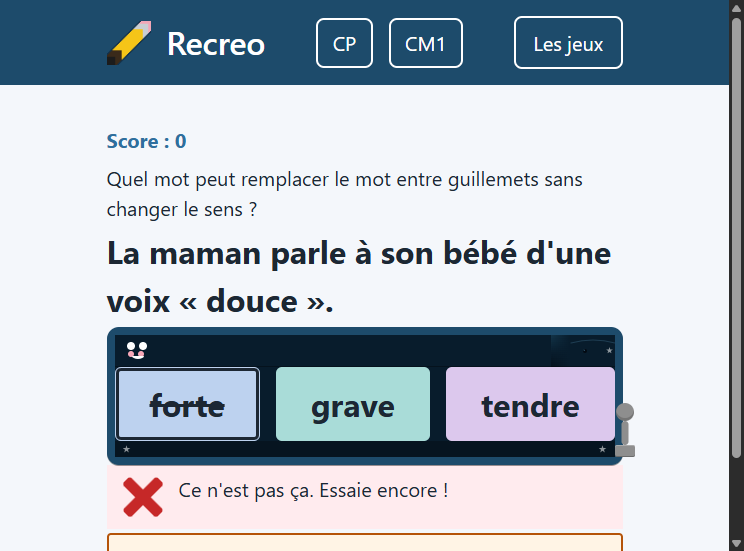 Recreo
CP
CM1
Les jeux
Score : 0
Quel mot peut remplacer le mot entre guillemets sans
changer le sens ?
La maman parle à son bébé d'une
voix « douce ».
forte
grave
tendre
Ce n'est pas ça. Essaie encore !